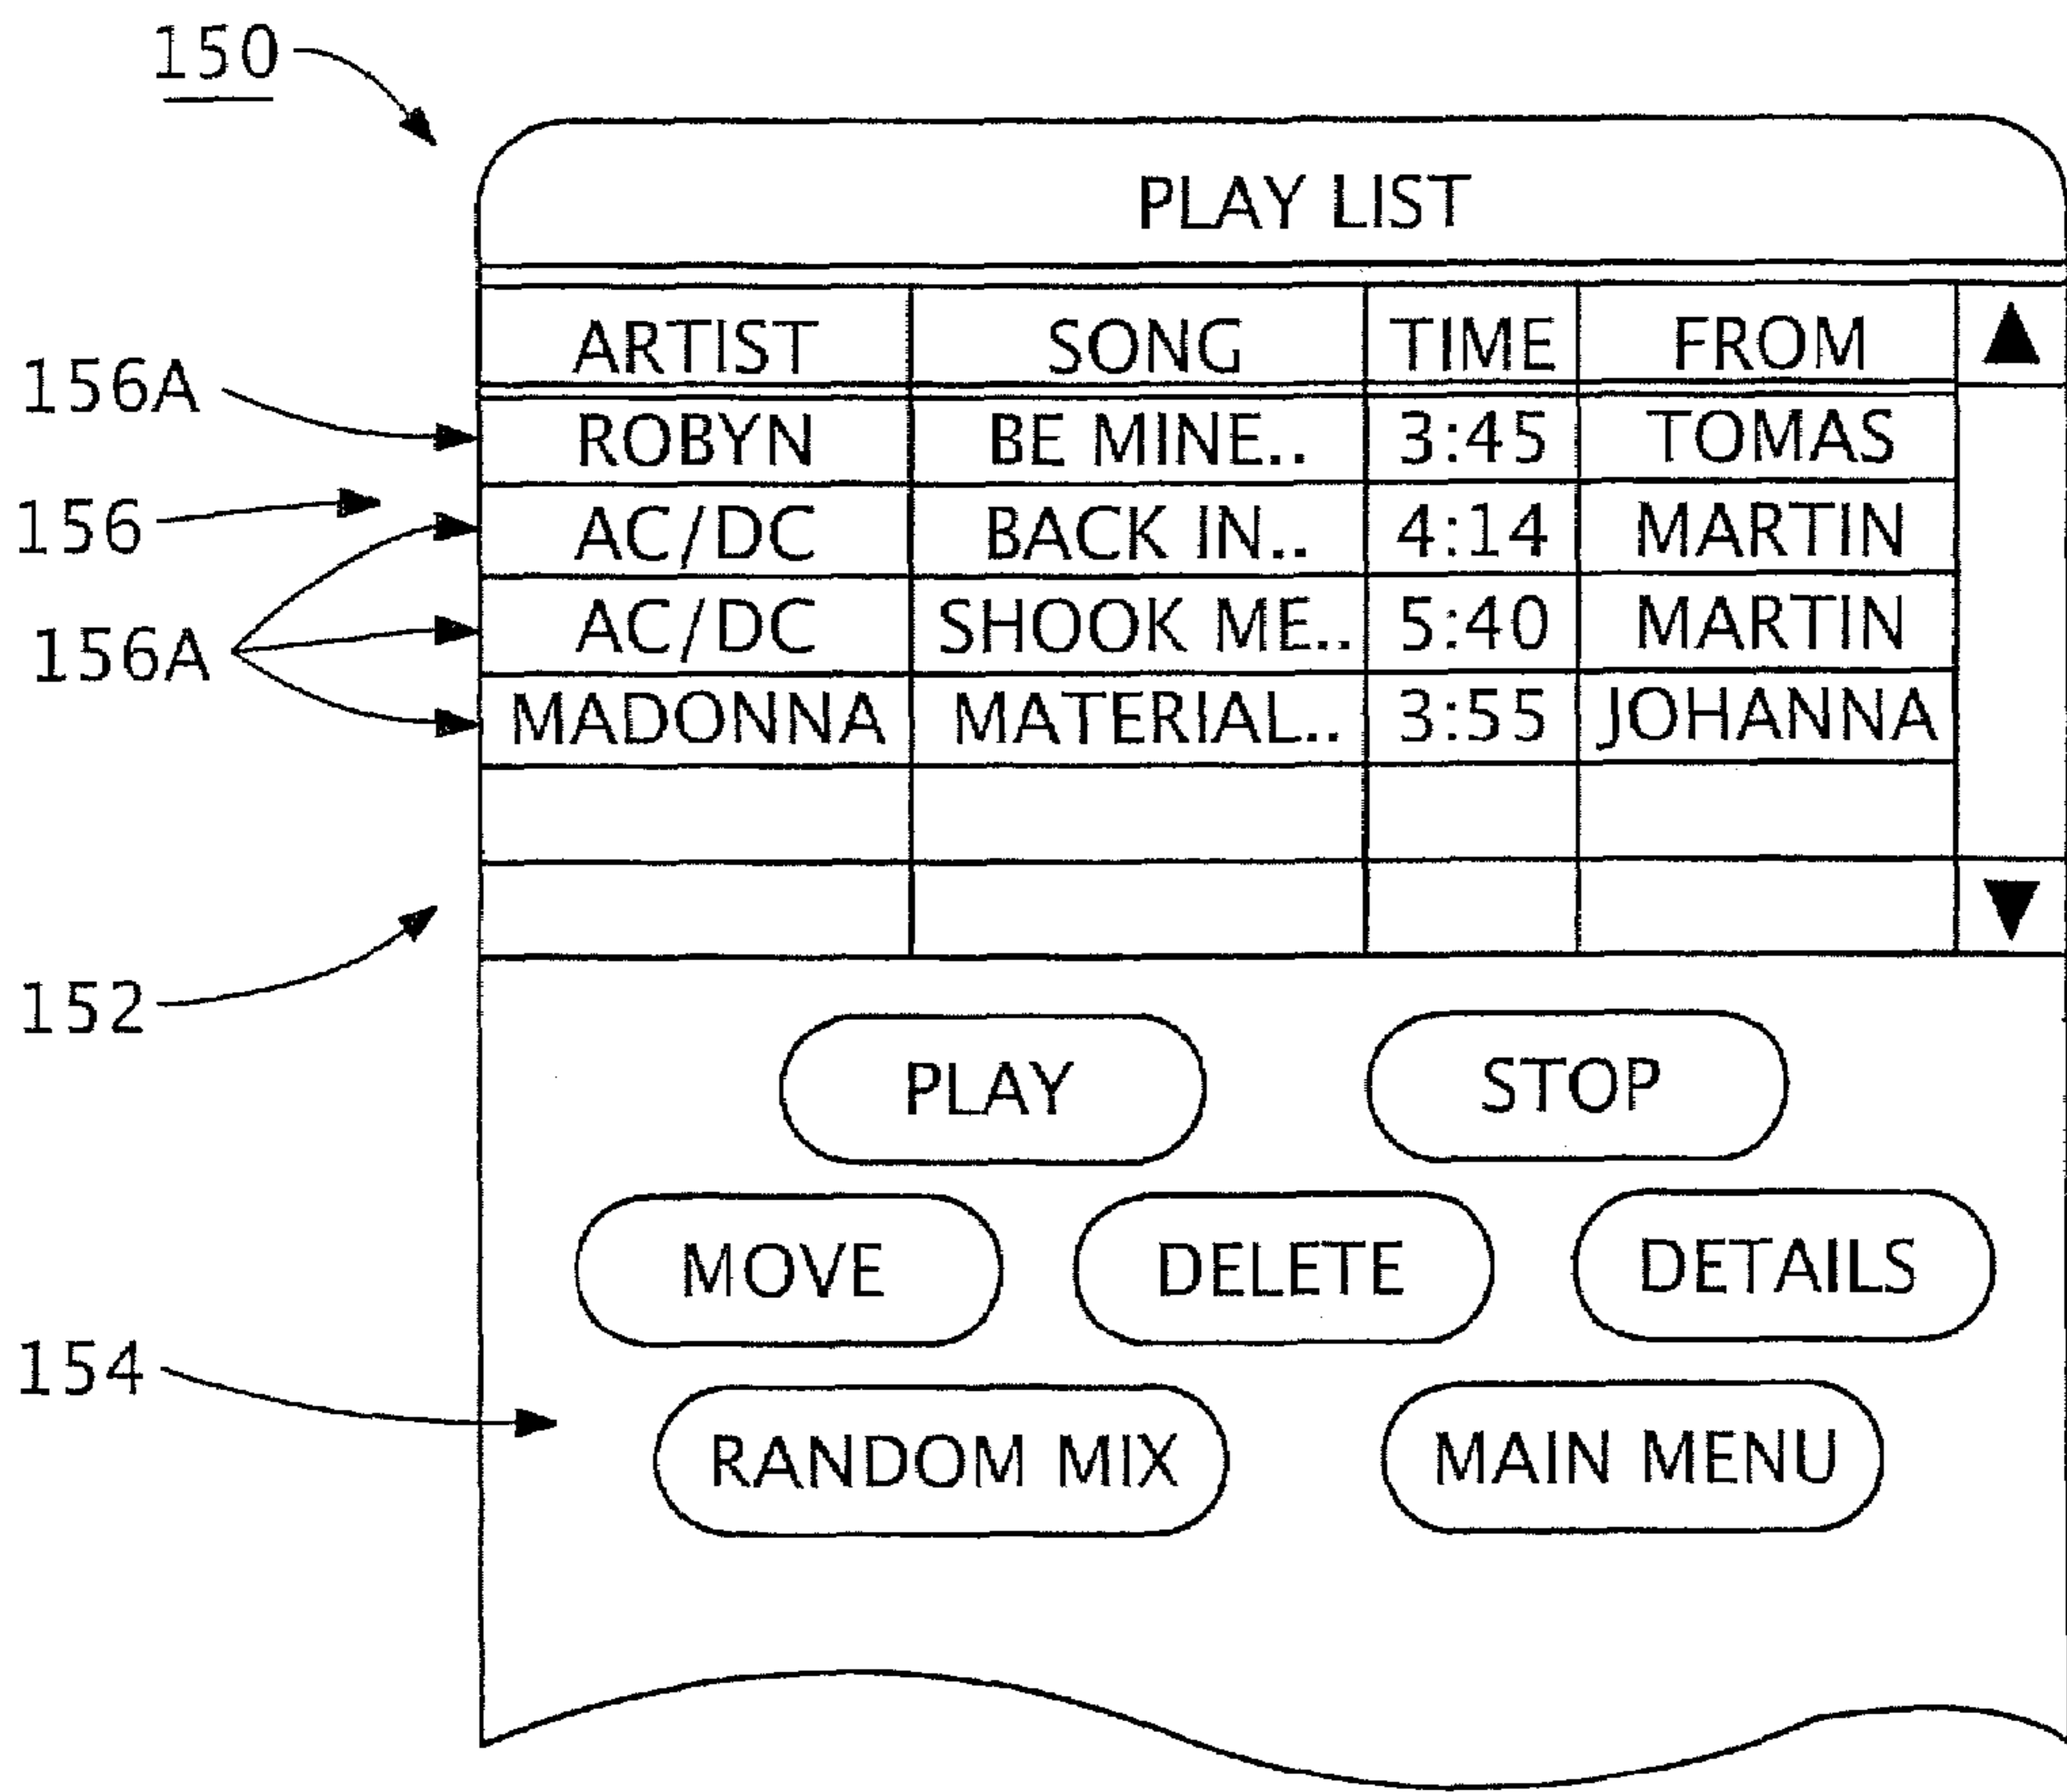 150
PLAY LIST
ARTIST SONG TIME FROM ▲
156A ROBYN BE MINE.. 3:45 TOMAS
156 AC/DC BACK IN.. 4:14 MARTIN
156A AC/DC SHOOK ME.. 5:40 MARTIN
MADONNA MATERIAL.. 3:55 JOHANNA
▼
152
PLAY STOP
MOVE DELETE DETAILS
154
RANDOM MIX MAIN MENU